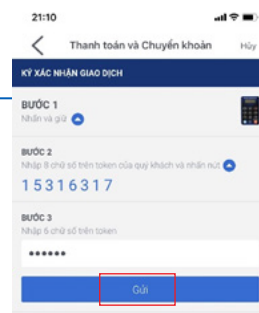 21:10
Thanh toán và Chuyển khoản Hủy
KÝ XÁC NHẬN GIAO DỊCH
BƯỚC 1
Nhấn và giữ
BƯỚC 2
Nhập 8 chữ số trên token của quý khách và nhấn nút
15316317
BƯỚC 3
Nhập 6 chữ số trên token
••••••
Gửi